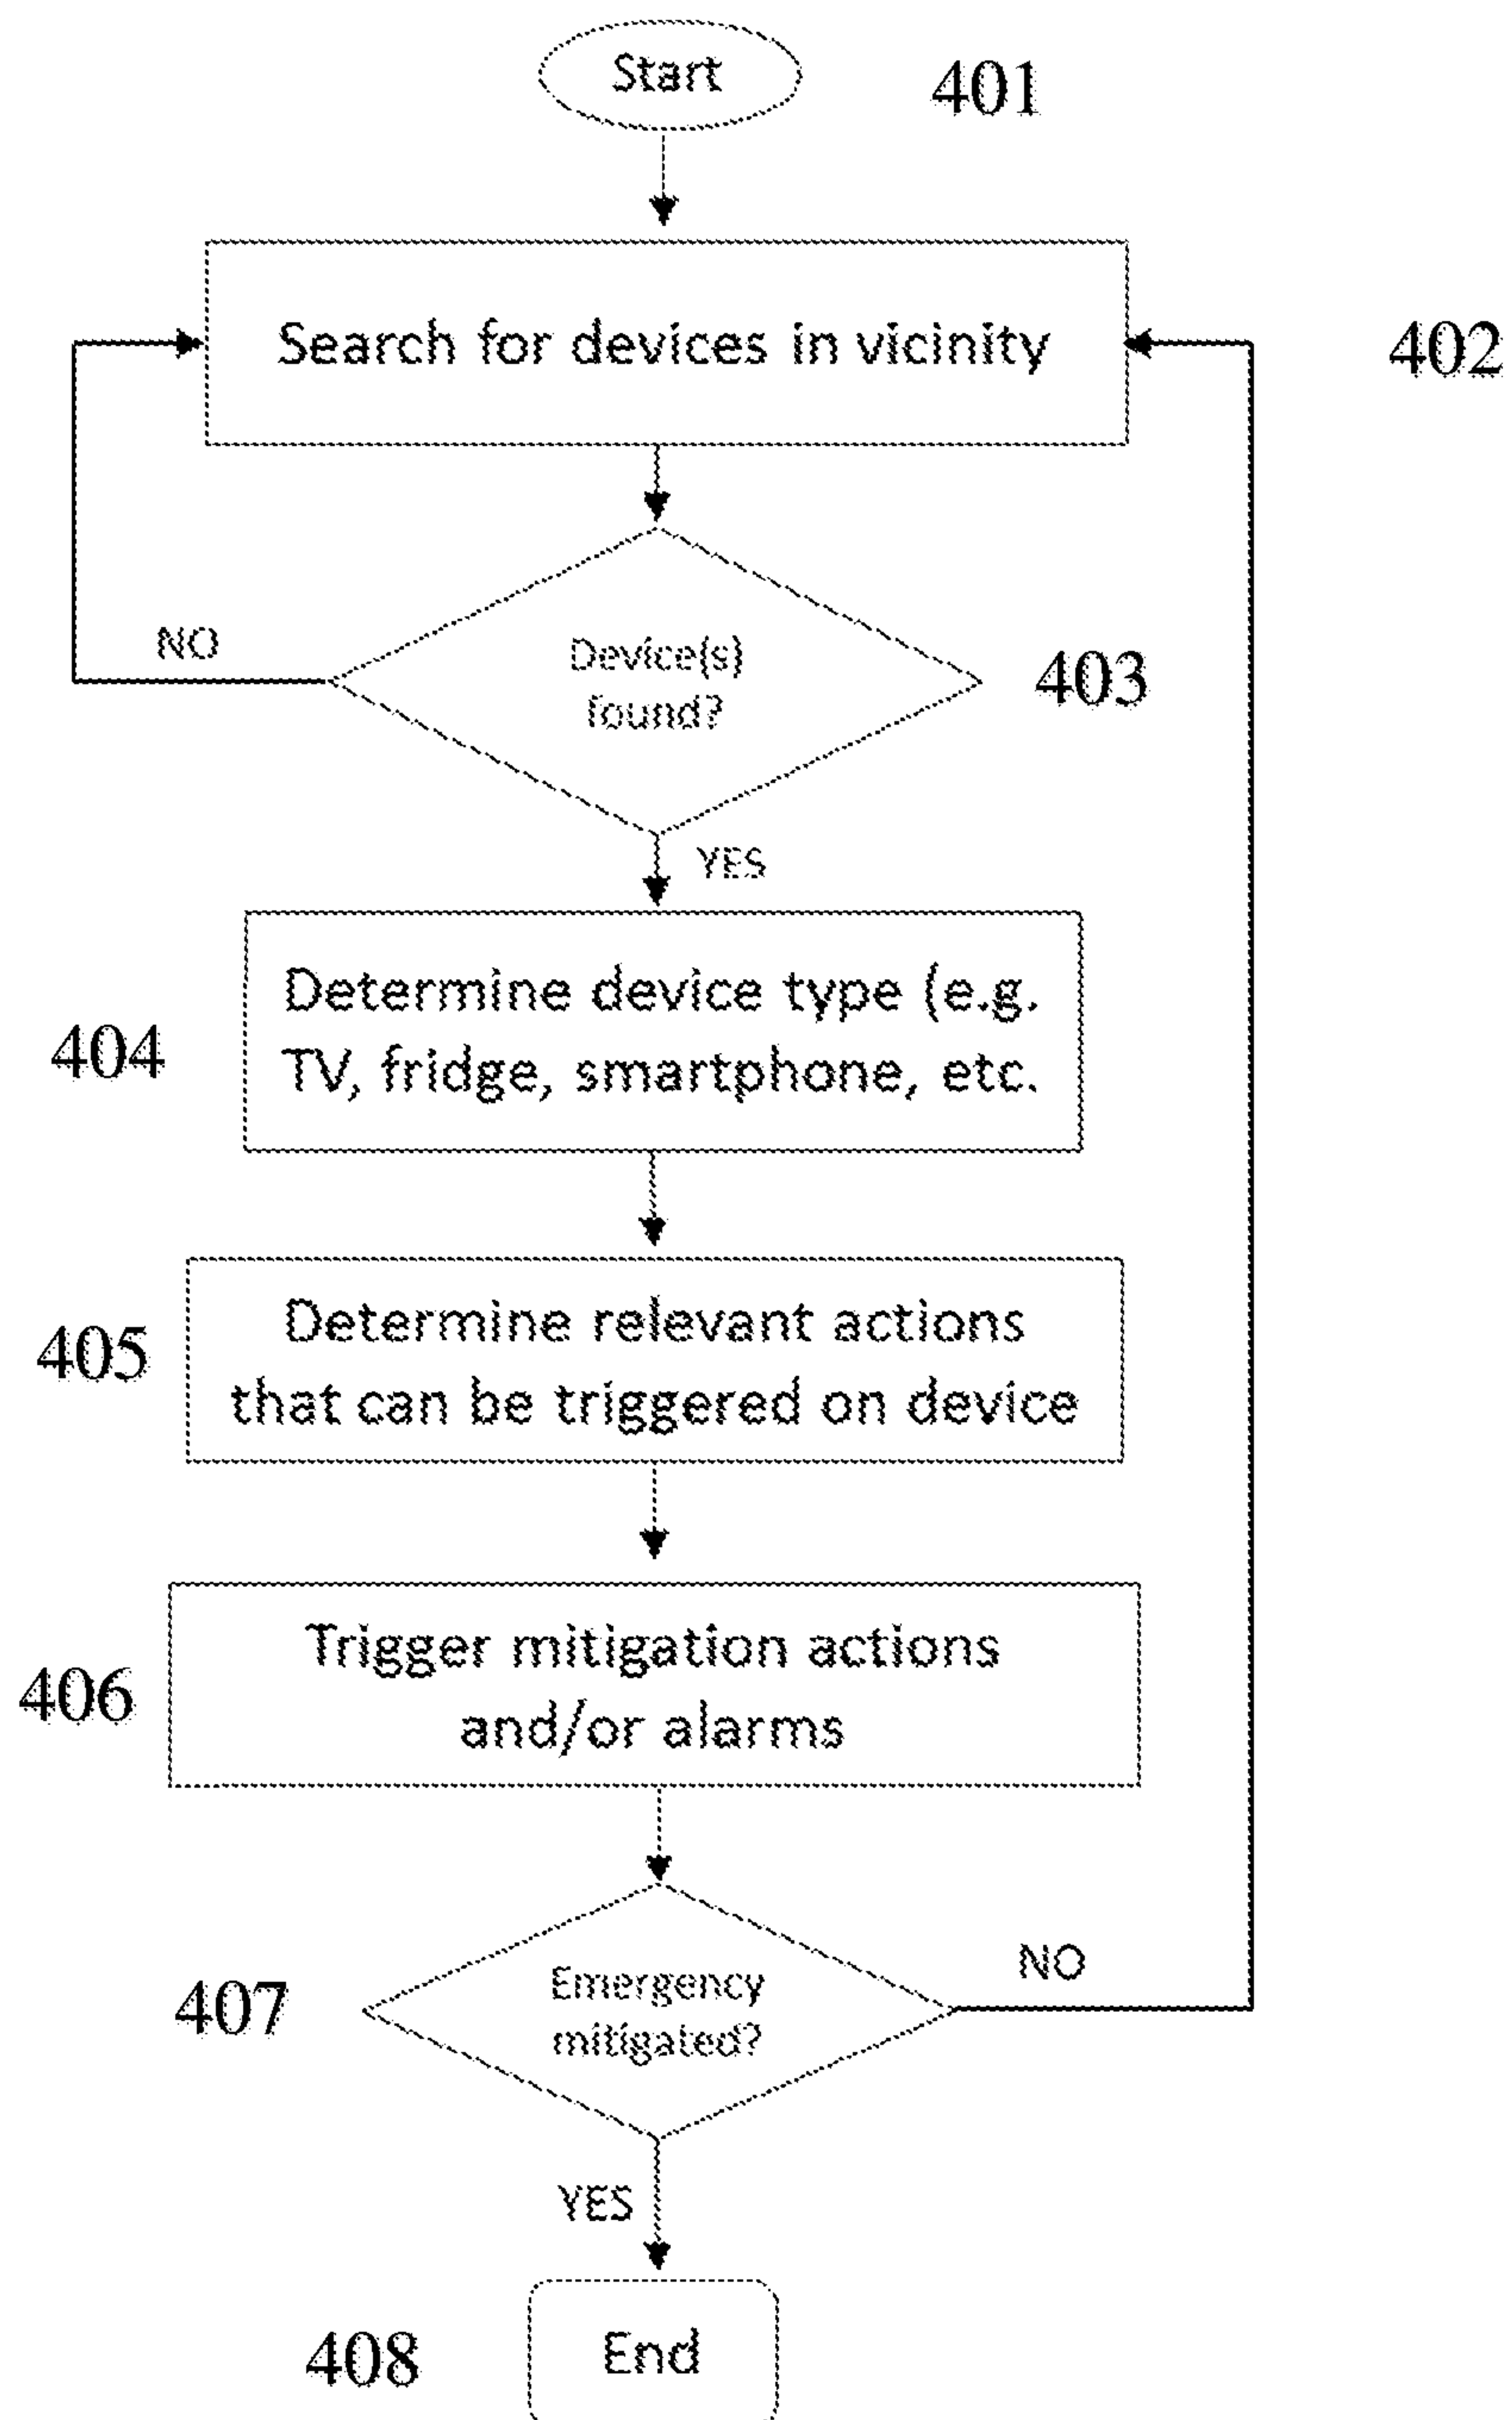 Start
401
Search for devices in vicinity
402
NO
Device(s)
found?
403
YES
Determine device type (e.g.
TV, fridge, smartphone, etc.
404
Determine relevant actions
that can be triggered on device
405
Trigger mitigation actions
and/or alarms
406
Emergency
mitigated?
407
NO
YES
End
408